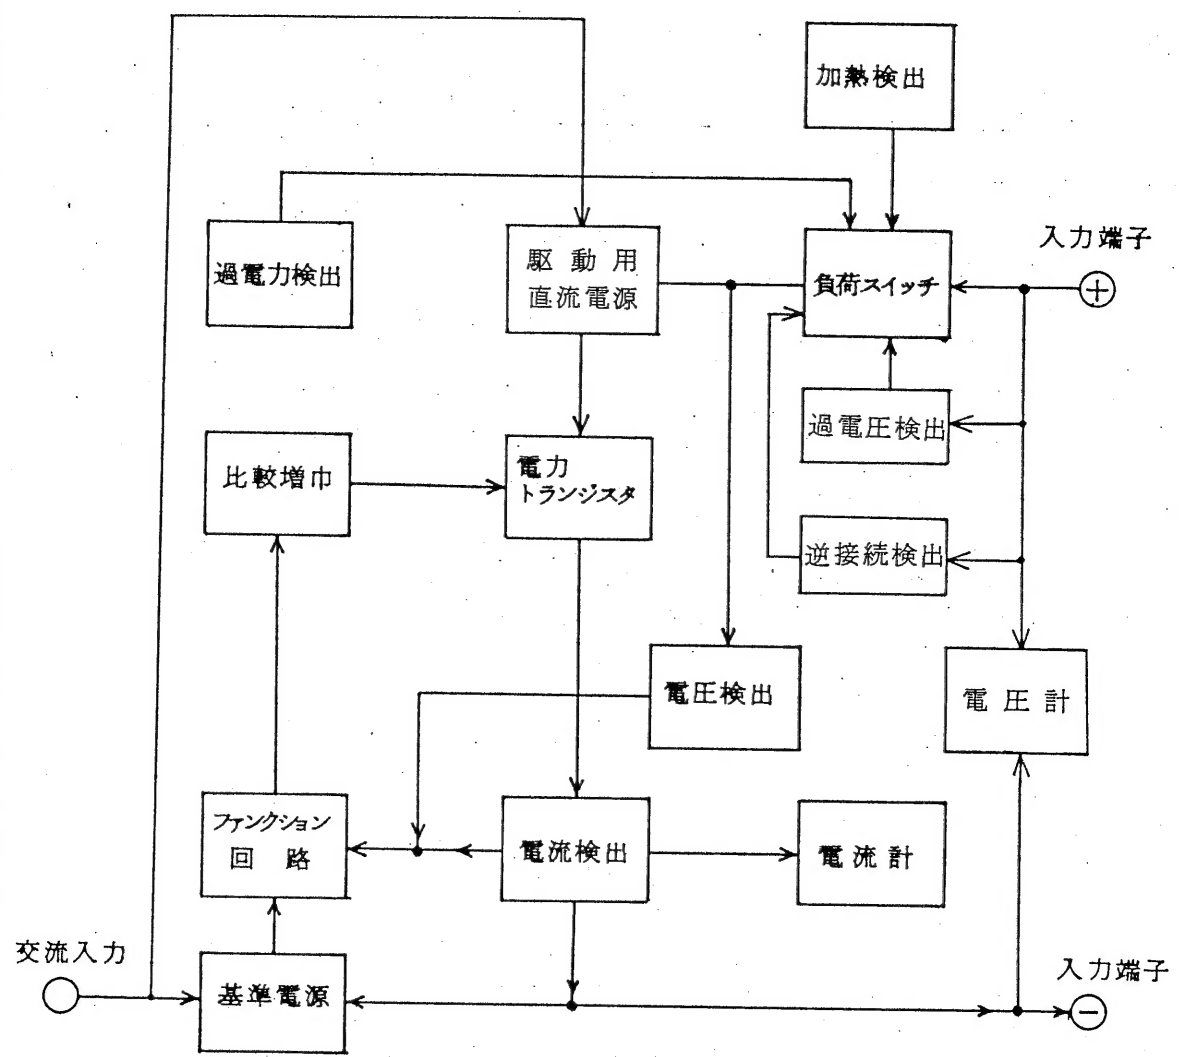 加熱検出
過電力検出
駆動用
直流電源
負荷スイッチ
入力端子
+
過電圧検出
比較増巾
電力
トランジスタ
逆接続検出
電圧検出
電圧計
ファンクション
回路
電流検出
電流計
交流入力
基準電源
入力端子
−